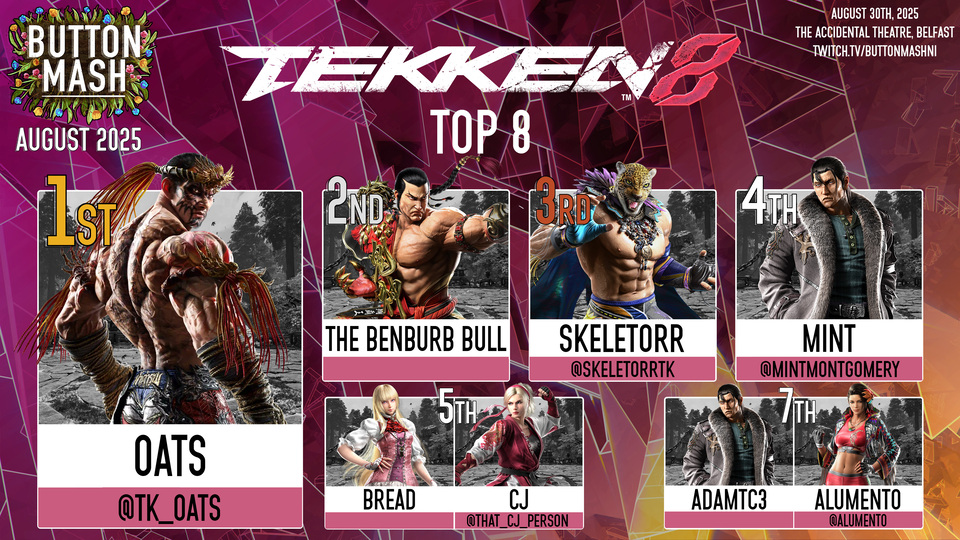 BUTTON
MASH
AUGUST 2025
TEKKEN 8
TM
TOP 8
AUGUST 30TH, 2025
THE ACCIDENTAL THEATRE, BELFAST
TWITCH.TV/BUTTONMASHNI
1ST
OATS
@TK_OATS
2ND
THE BENBURB BULL
3RD
SKELETORR
@SKELETORRTK
4TH
MINT
@MINTMONTGOMERY
5TH
BREAD
CJ
@THAT_CJ_PERSON
7TH
ADAMTC3
ALUMENTO
@ALUMENTO